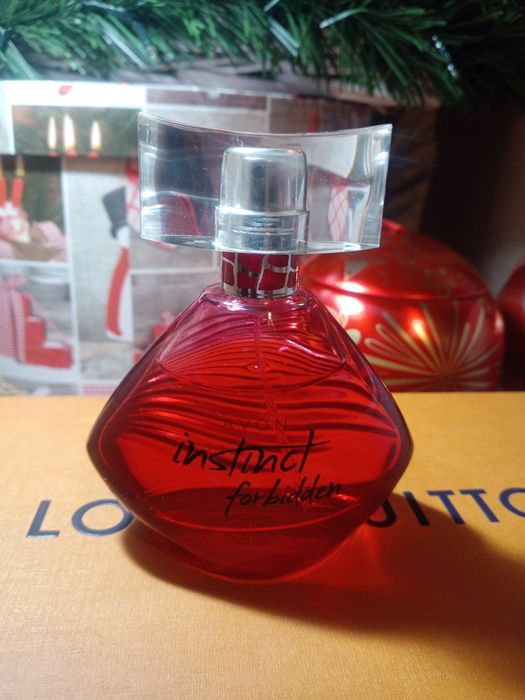 AVON
instinct
forbidden
LO UITTO